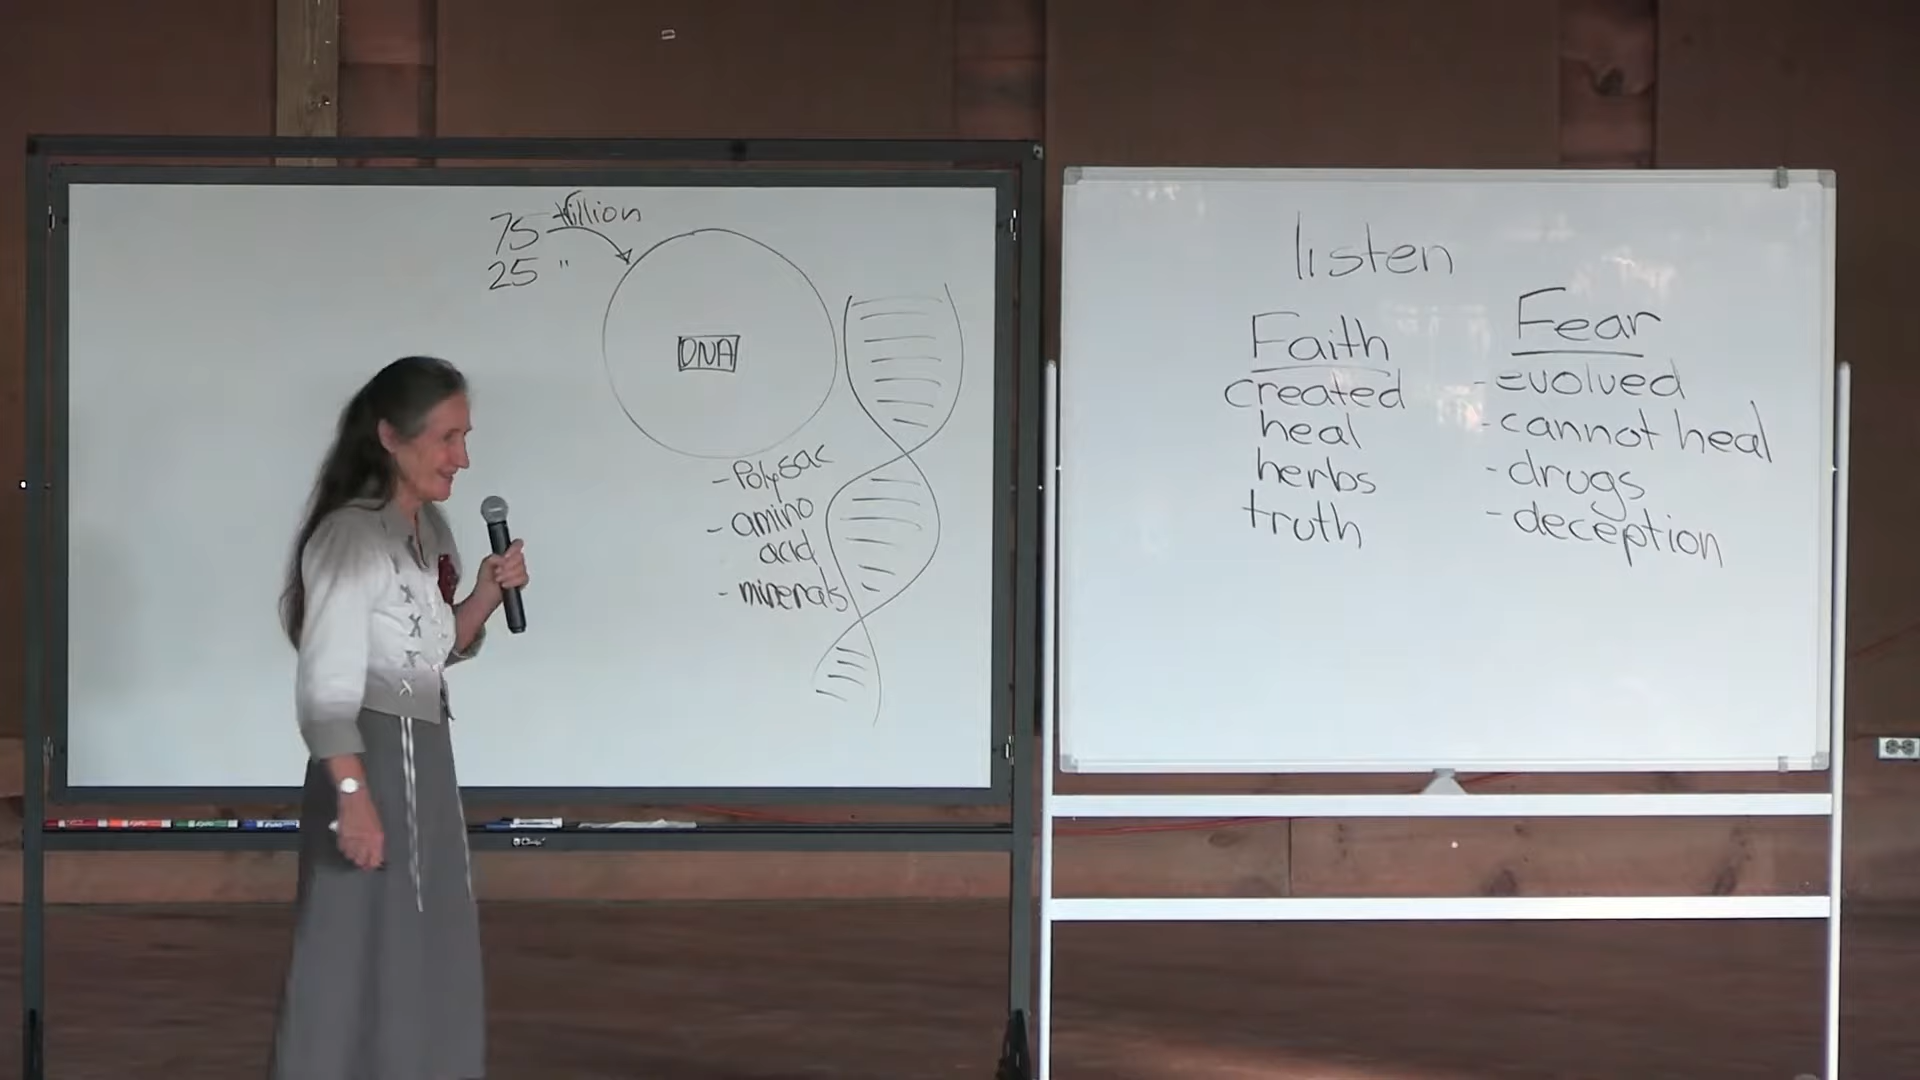 75 trillion
25 "
DNA
- Polysac
- amino
acid
- minerals
listen
Faith
created
heal
herbs
truth
Fear
- evolved
- cannot heal
- drugs
- deception